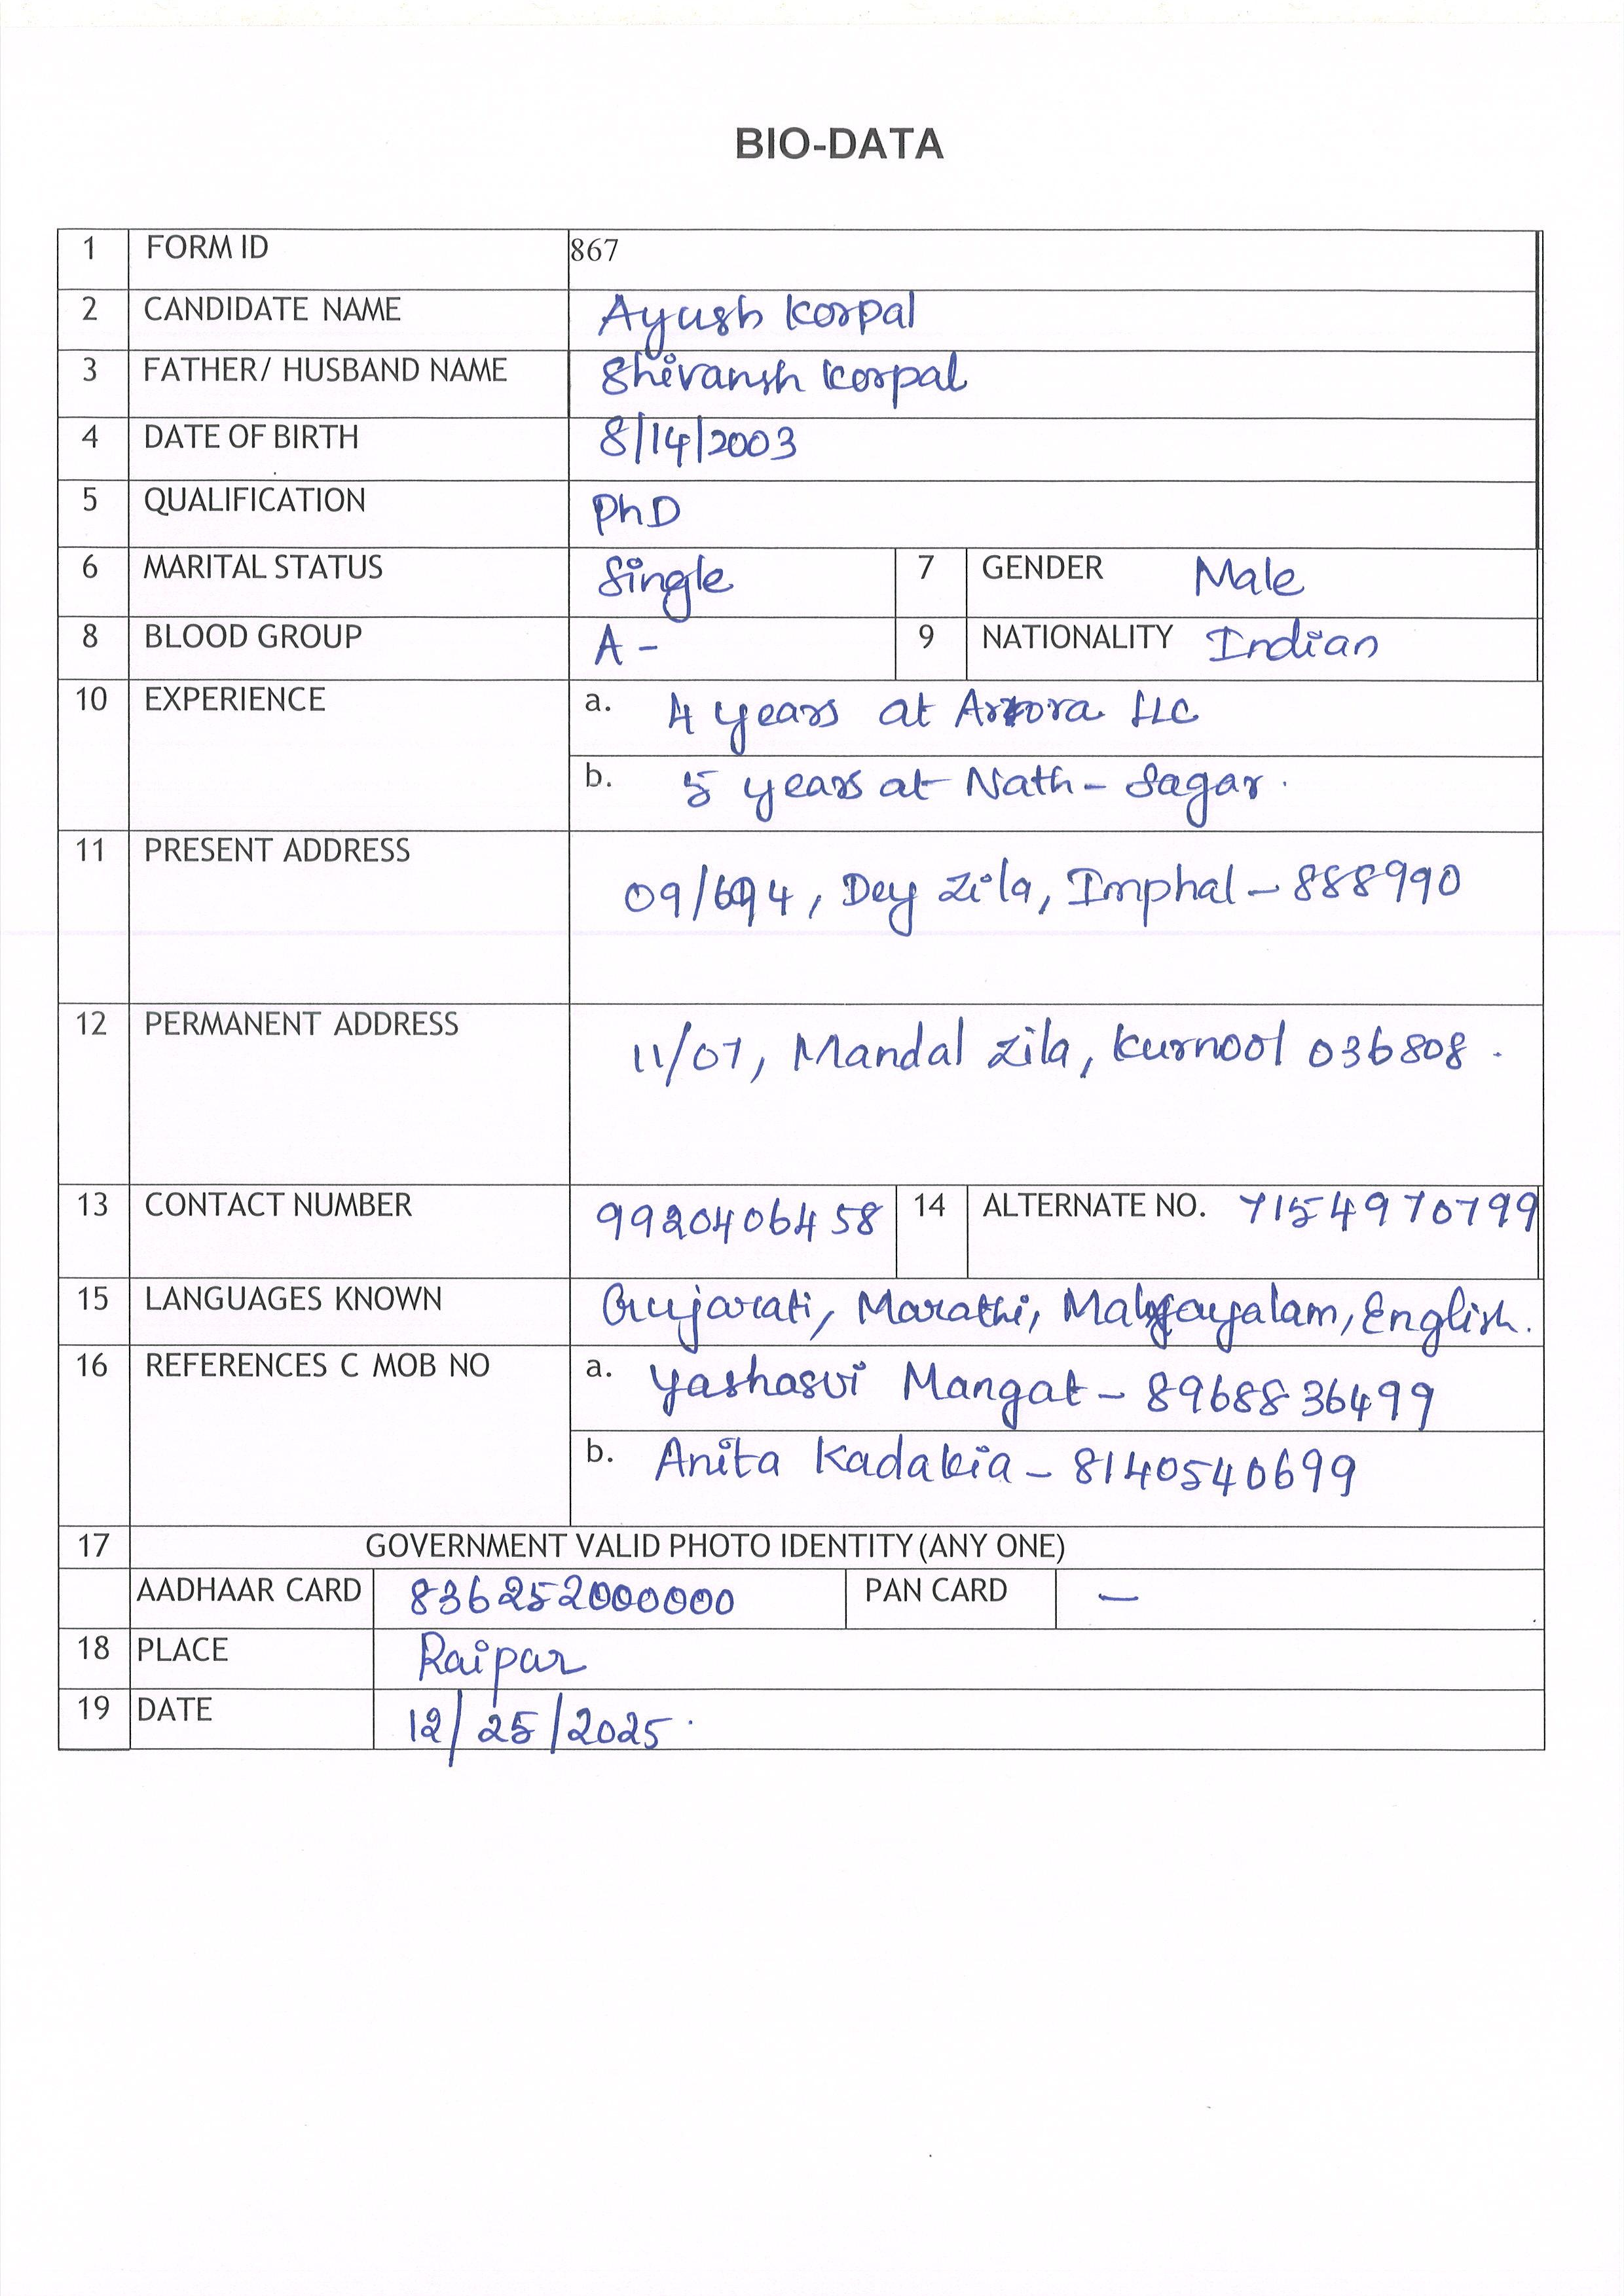 BIO-DATA
1 FORM ID 867
2 CANDIDATE NAME Ayush Korpal
3 FATHER/ HUSBAND NAME Shivansh Korpal
4 DATE OF BIRTH 8/14/2003
5 QUALIFICATION PhD
6 MARITAL STATUS Single 7 GENDER Male
8 BLOOD GROUP A - 9 NATIONALITY Indian
10 EXPERIENCE a. 4 years at Arora LLC
b. 5 years at Nath - Sagar.
11 PRESENT ADDRESS
09/694, Dey Zila, Imphal - 888990
12 PERMANENT ADDRESS
11/07, Mandal Zila, Kurnool 036808.
13 CONTACT NUMBER 9920406458 14 ALTERNATE NO. 7154970799
15 LANGUAGES KNOWN Gujarati, Marathi, Malayalam, English.
16 REFERENCES C MOB NO a. Yashasvi Mangat - 8968836499
b. Anita Kadakia - 8140540699
17 GOVERNMENT VALID PHOTO IDENTITY (ANY ONE)
AADHAAR CARD 836252000000 PAN CARD —
18 PLACE Raipar
19 DATE 12/25/2025.